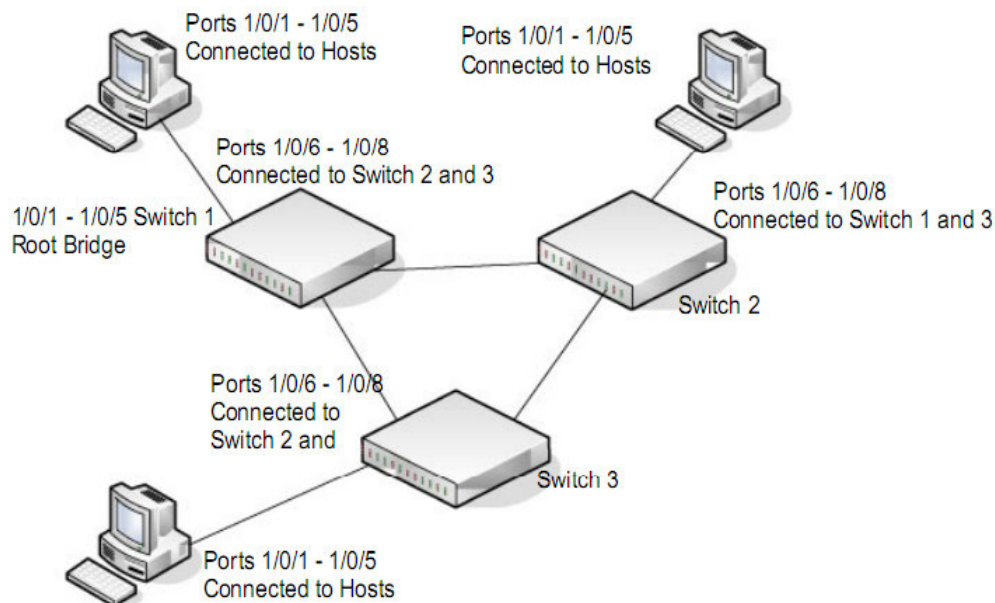 Ports 1/0/1 - 1/0/5
Connected to Hosts
Ports 1/0/1 - 1/0/5
Connected to Hosts
Ports 1/0/6 - 1/0/8
Connected to Switch 2 and 3
Ports 1/0/6 - 1/0/8
Connected to Switch 1 and 3
1/0/1 - 1/0/5 Switch 1
Root Bridge
Switch 2
Ports 1/0/6 - 1/0/8
Connected to
Switch 2 and
Switch 3
Ports 1/0/1 - 1/0/5
Connected to Hosts